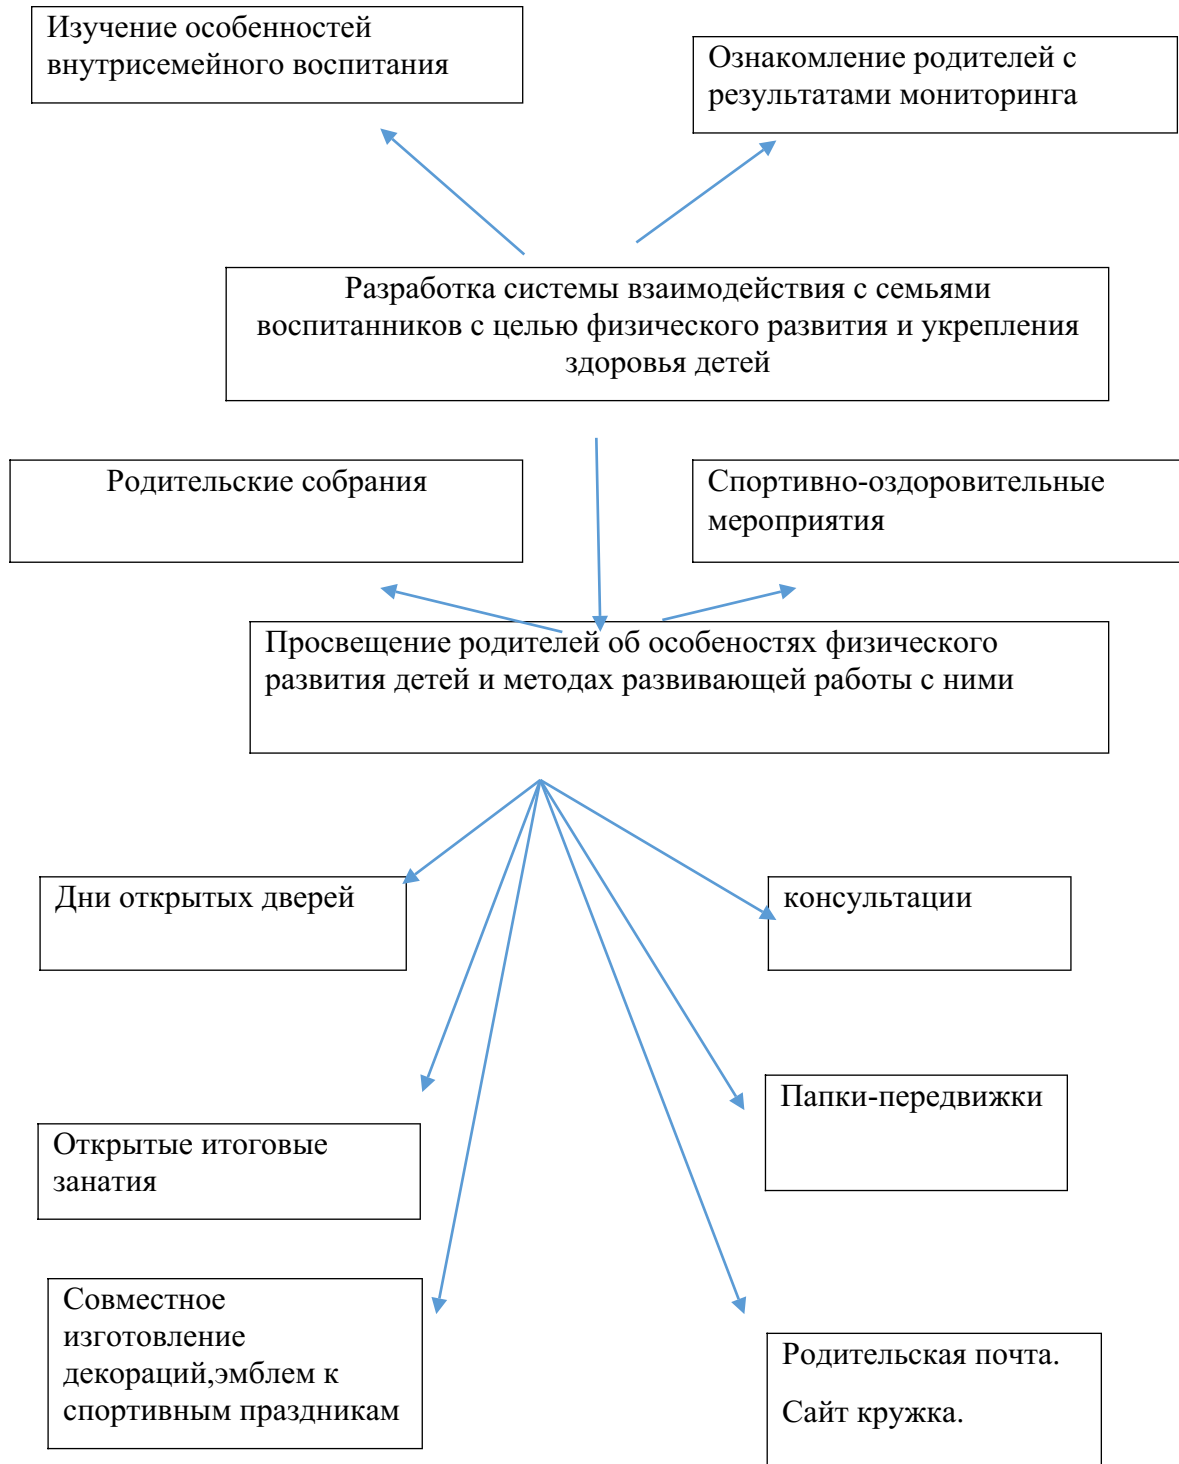 Изучение особенностей
внутрисемейного воспитания
Ознакомление родителей с
результатами мониторинга
Разработка системы взаимодействия с семьями
воспитанников с целью физического развития и укрепления
здоровья детей
Родительские собрания
Спортивно-оздоровительные
мероприятия
Просвещение родителей об особеностях физического
развития детей и методах развивающей работы с ними
Дни открытых дверей
консультации
Папки-передвижки
Открытые итоговые
занатия
Совместное
изготовление
декораций,эмблем к
спортивным праздникам
Родительская почта.
Сайт кружка.